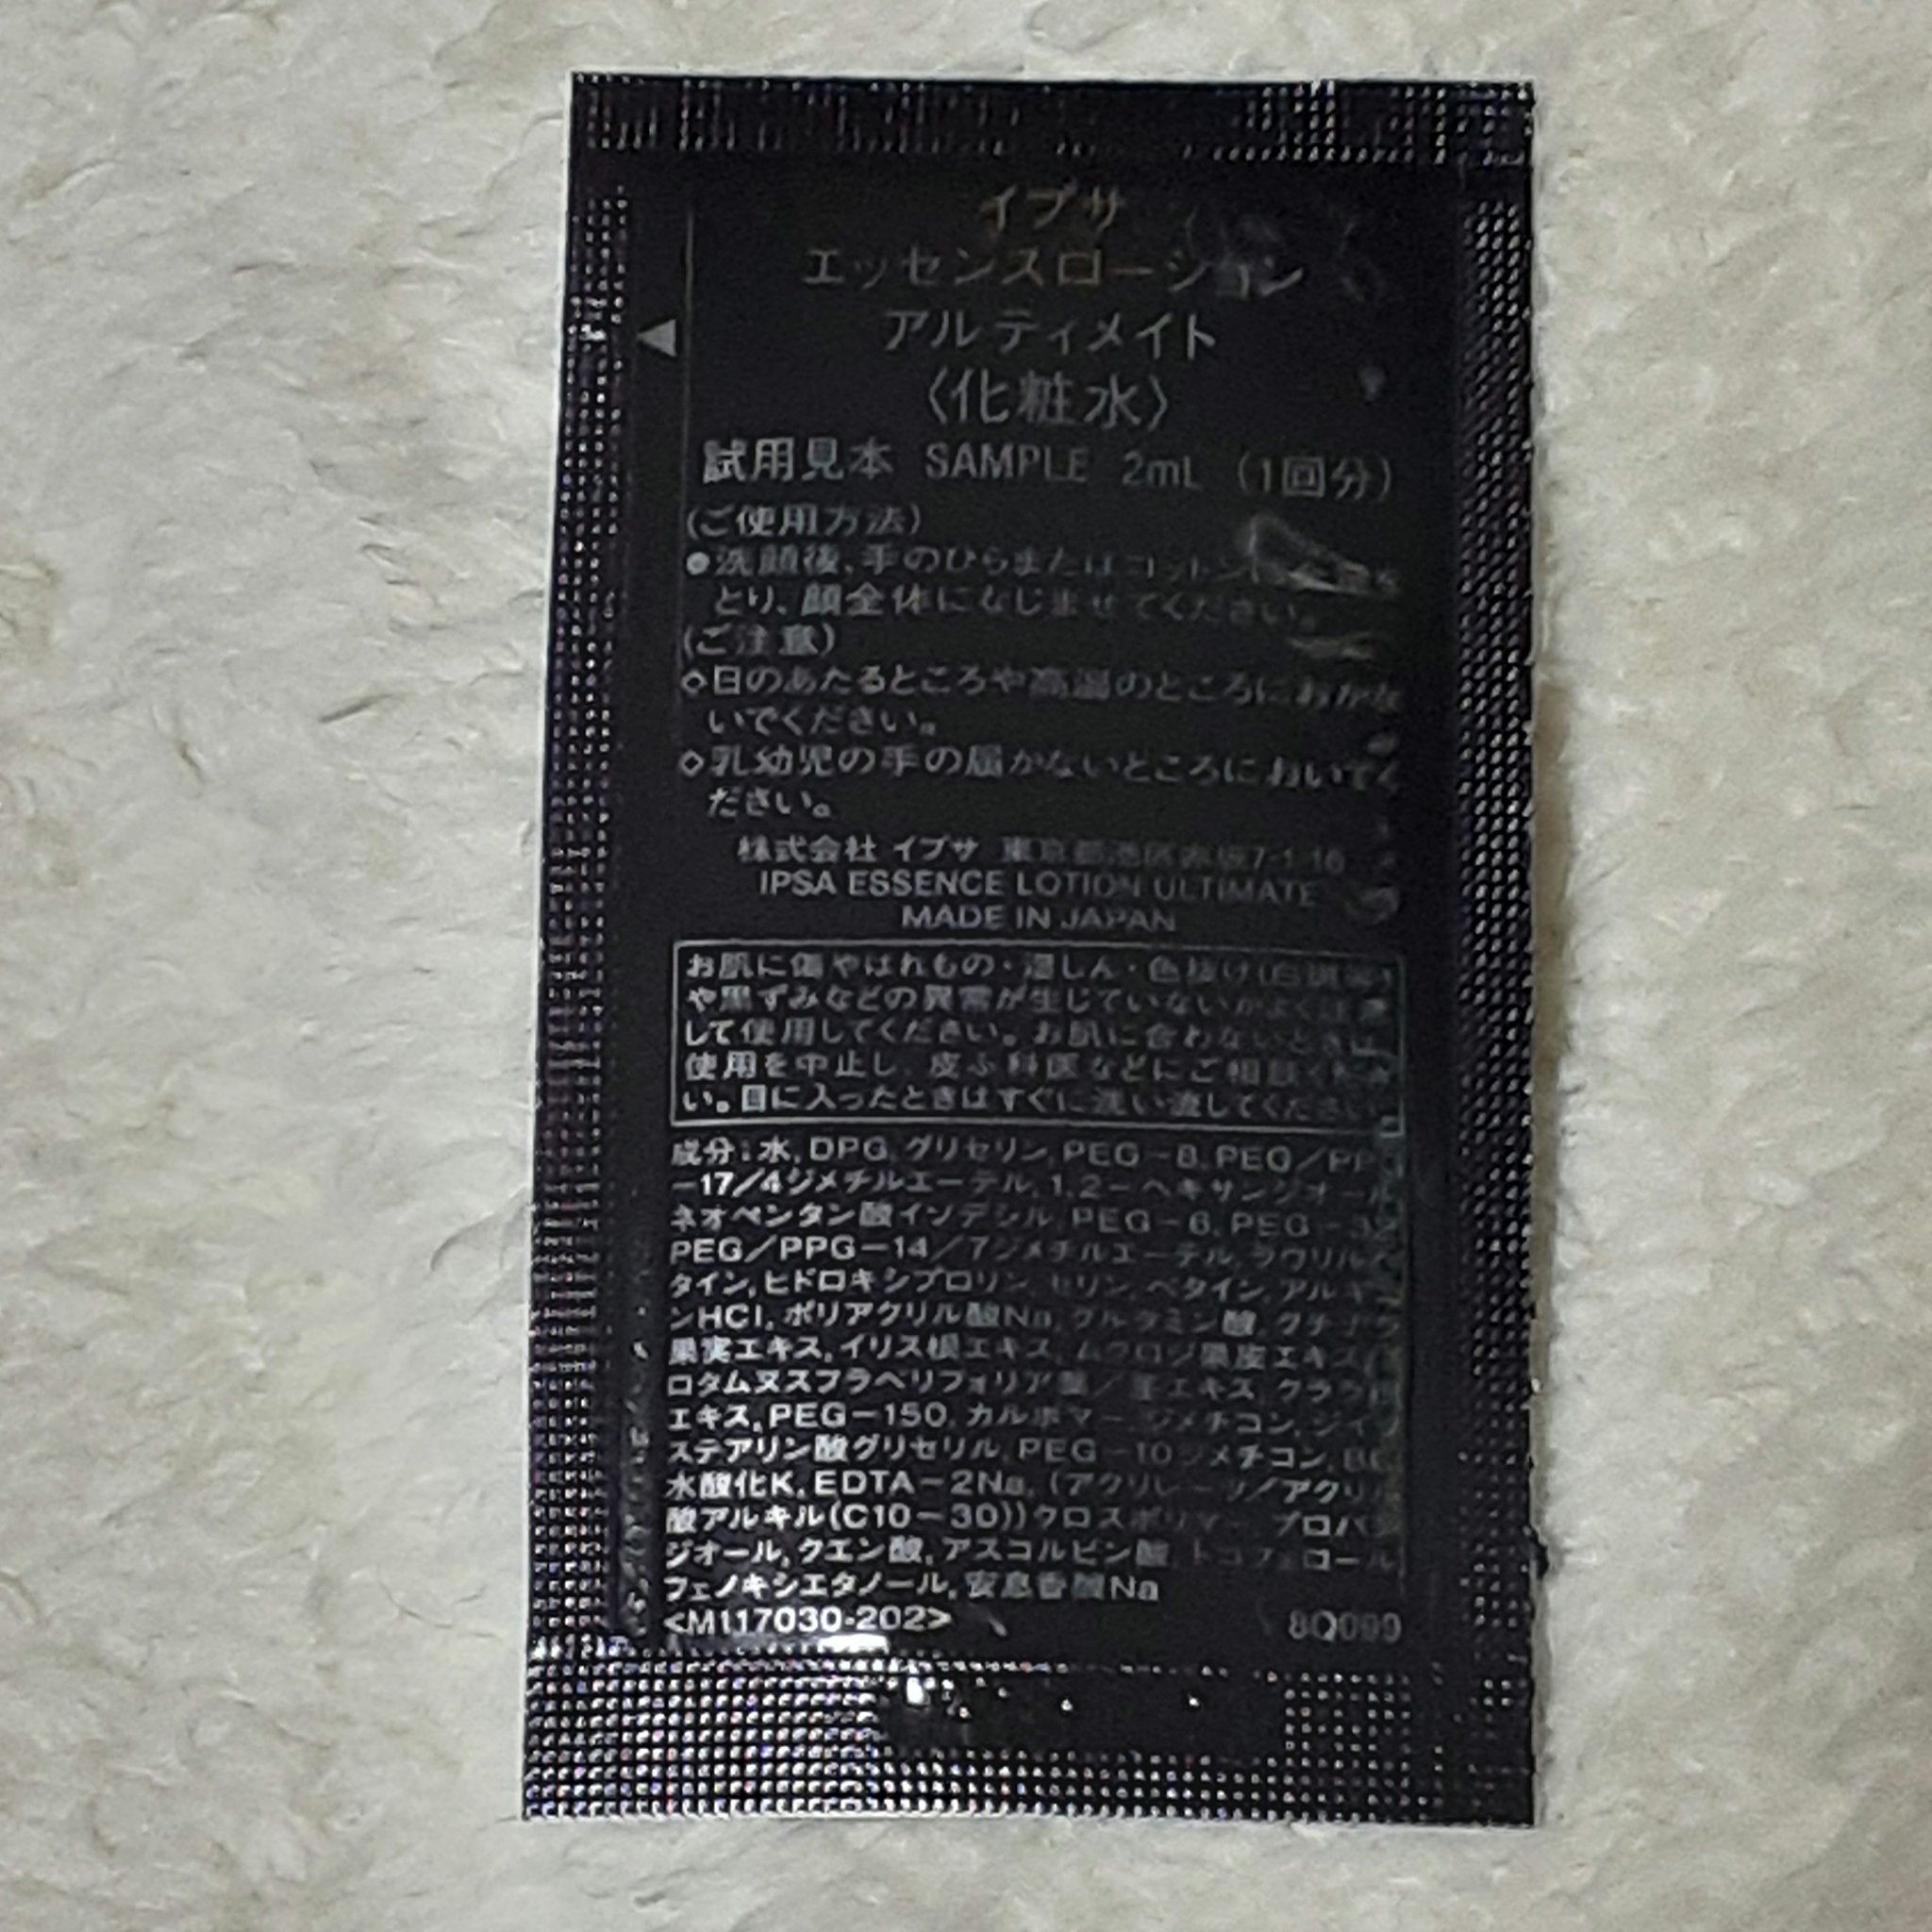 イプサ
エッセンスローション
アルティメイト
〈化粧水〉
試用見本 SAMPLE 2mL (1回分)
(ご使用方法)
●洗顔後、手のひらまたはコットンに
とり、顔全体になじませてください。
(ご注意)
◇日のあたるところや高温のところにおかな
いでください。
◇乳幼児の手の届かないところにおいてく
ださい。
株式会社 イプサ 東京都港区赤坂7-1-16
IPSA ESSENCE LOTION ULTIMATE
MADE IN JAPAN
お肌に傷やはれもの・湿しん・色抜け(白斑等)
や黒ずみなどの異常が生じていないかよく注意
して使用してください。お肌に合わないときは、
使用を中止し、皮ふ科医などにご相談くださ
い。目に入ったときはすぐに洗い流してください。
成分:水,DPG,グリセリン,PEG-8,PEG/PPG
-17/4ジメチルエーテル,1,2-ヘキサンジオール,
ネオペンタン酸イソデシル,PEG-6,PEG-32,
PEG/PPG-14/7ジメチルエーテル,ラウリルベ
タイン,ヒドロキシプロリン,セリン,ベタイン,アルギニ
ンHCl,ポリアクリル酸Na,グルタミン酸,クチナシ
果実エキス,イリス根エキス,ムクロジ果皮エキス,
ロタムヌスフラベリフォリア葉/茎エキス,クララ根
エキス,PEG-150,カルボマー,ジメチコン,ジイソ
ステアリン酸グリセリル,PEG-10ジメチコン,BG,
水酸化K,EDTA-2Na,(アクリレーツ/アクリル
酸アルキル(C10-30))クロスポリマー,プロパン
ジオール,クエン酸,アスコルビン酸,トコフェロール,
フェノキシエタノール,安息香酸Na
<M117030-202> 8Q099